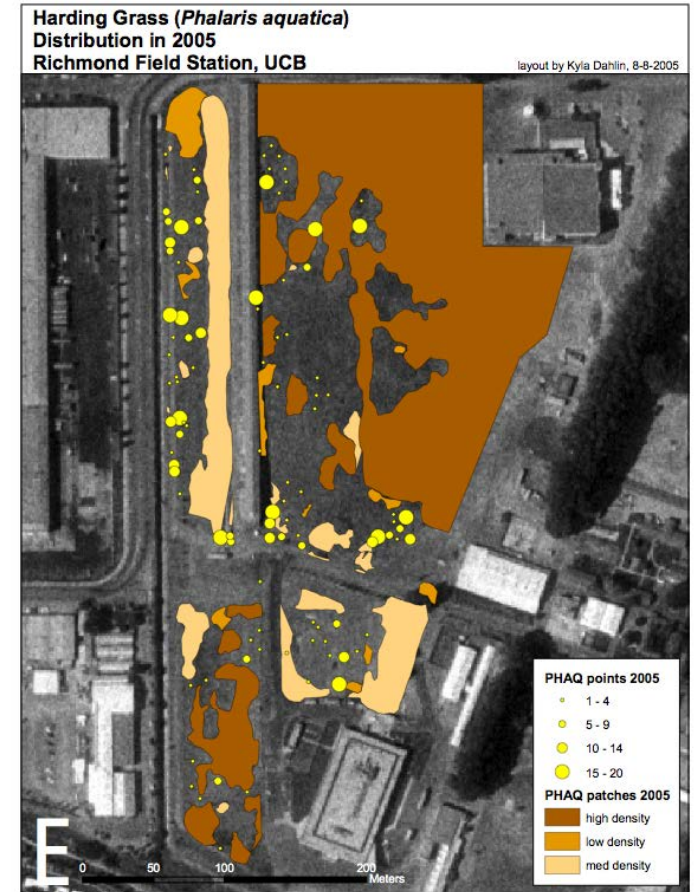 Harding Grass (Phalaris aquatica)
Distribution in 2005
Richmond Field Station, UCB
layout by Kyla Dahlin, 8-8-2005
PHAQ points 2005
1 - 4
5 - 9
10 - 14
15 - 20
PHAQ patches 2005
high density
low density
med density
0 50 100 200
Meters